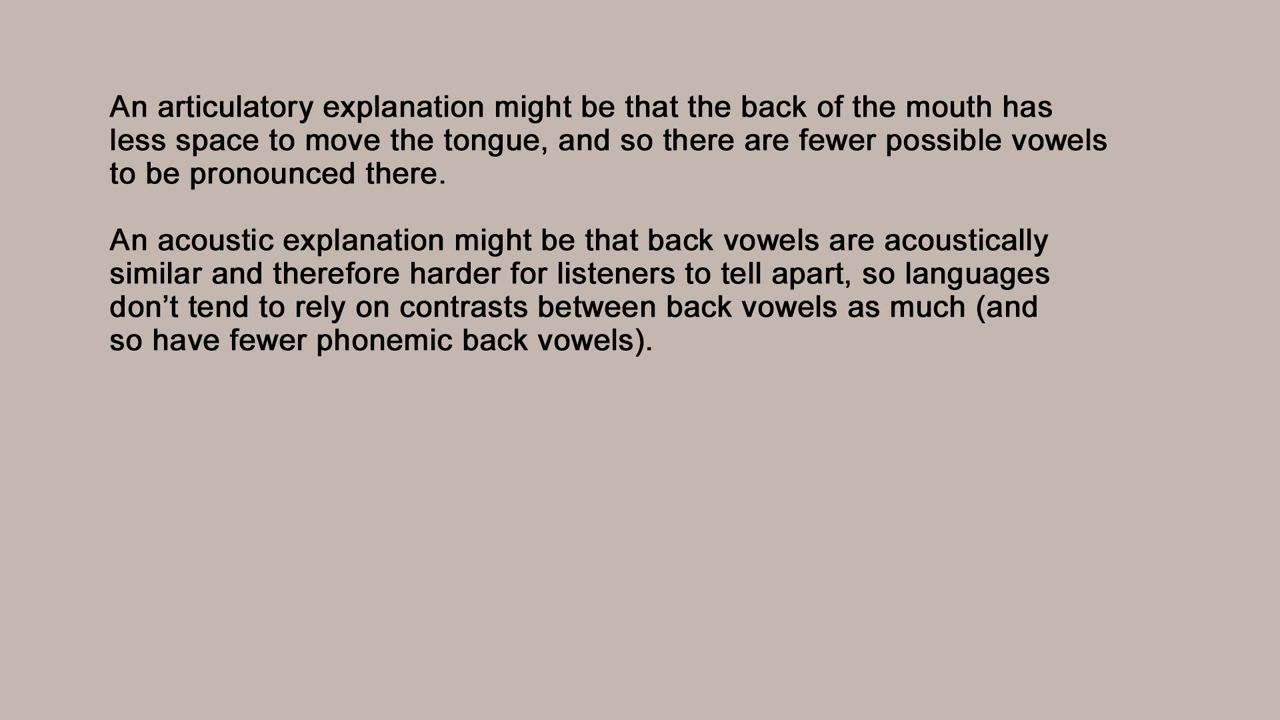 An articulatory explanation might be that the back of the mouth has
less space to move the tongue, and so there are fewer possible vowels
to be pronounced there.
An acoustic explanation might be that back vowels are acoustically
similar and therefore harder for listeners to tell apart, so languages
don’t tend to rely on contrasts between back vowels as much (and
so have fewer phonemic back vowels).